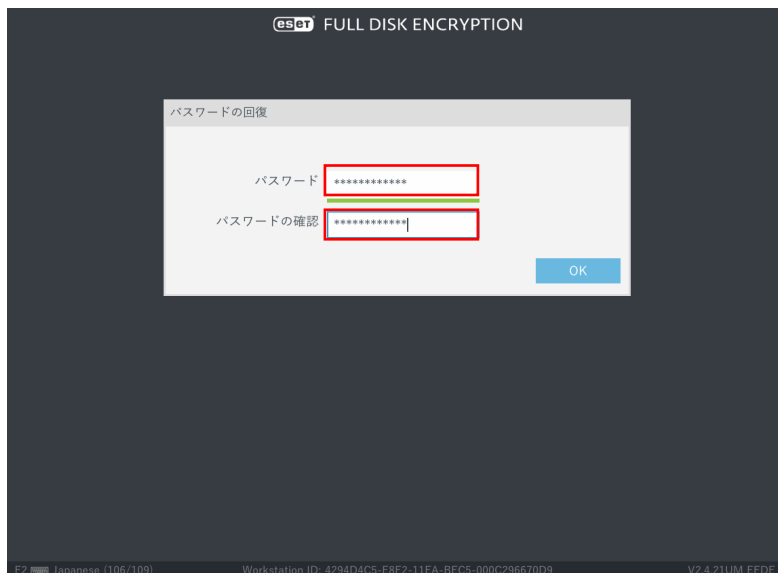 eset FULL DISK ENCRYPTION
パスワードの回復
パスワード ************
パスワードの確認 ************
OK
F2 Japanese (106/109) Workstation ID: 4294D4C5-F8F2-11EA-BEC5-000C296670D9 V2.4.21UM EFDE